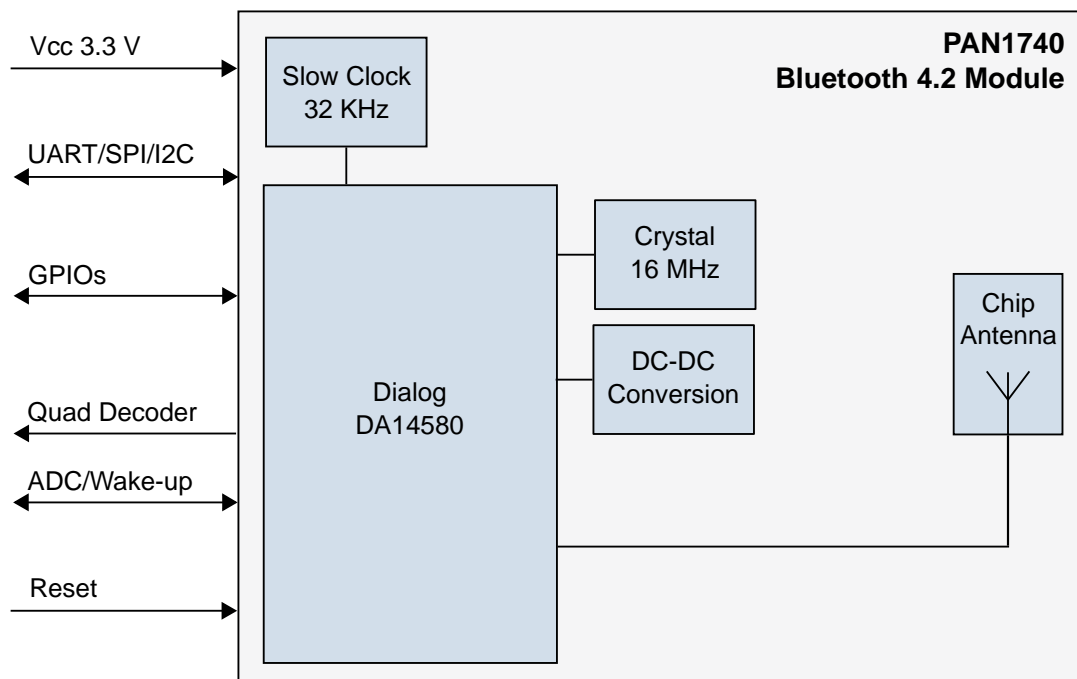 Vcc 3.3 V
UART/SPI/I2C
GPIOs
Quad Decoder
ADC/Wake-up
Reset
PAN1740
Bluetooth 4.2 Module
Slow Clock
32 KHz
Crystal
16 MHz
DC-DC
Conversion
Dialog
DA14580
Chip
Antenna